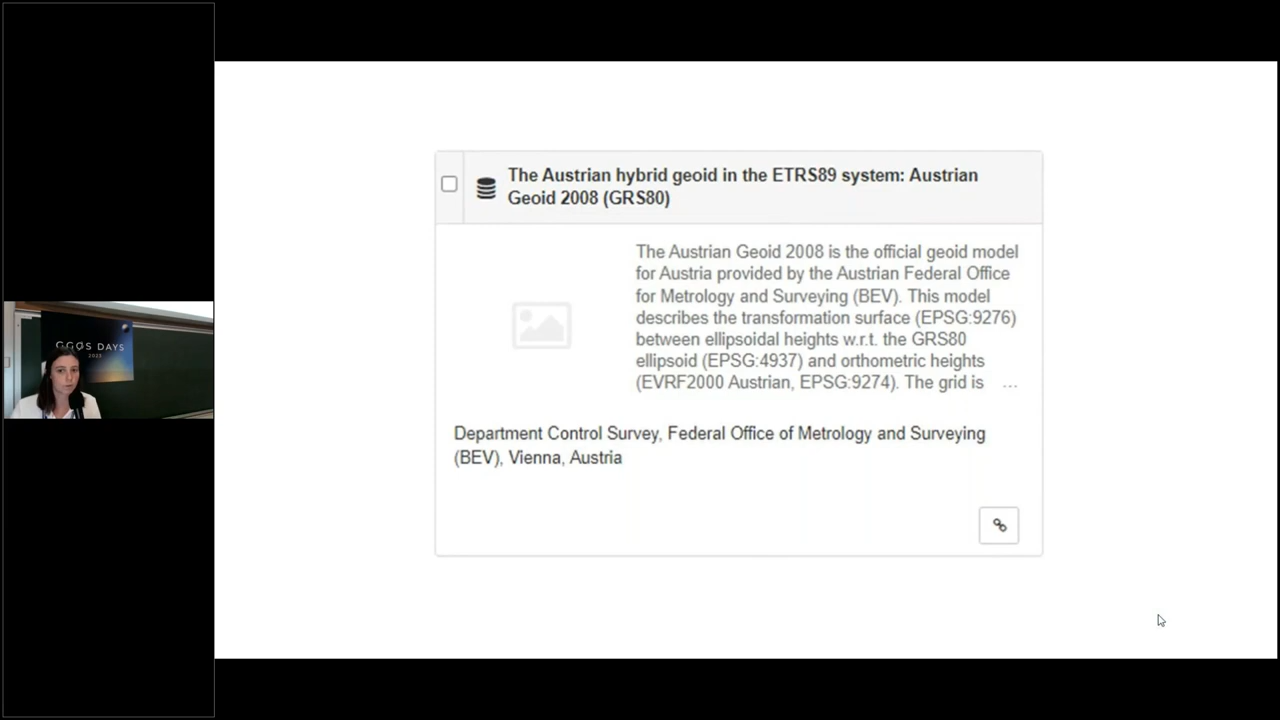 GGOS DAYS
2023
The Austrian hybrid geoid in the ETRS89 system: Austrian
Geoid 2008 (GRS80)
The Austrian Geoid 2008 is the official geoid model
for Austria provided by the Austrian Federal Office
for Metrology and Surveying (BEV). This model
describes the transformation surface (EPSG:9276)
between ellipsoidal heights w.r.t. the GRS80
ellipsoid (EPSG:4937) and orthometric heights
(EVRF2000 Austrian, EPSG:9274). The grid is ...
Department Control Survey, Federal Office of Metrology and Surveying
(BEV), Vienna, Austria